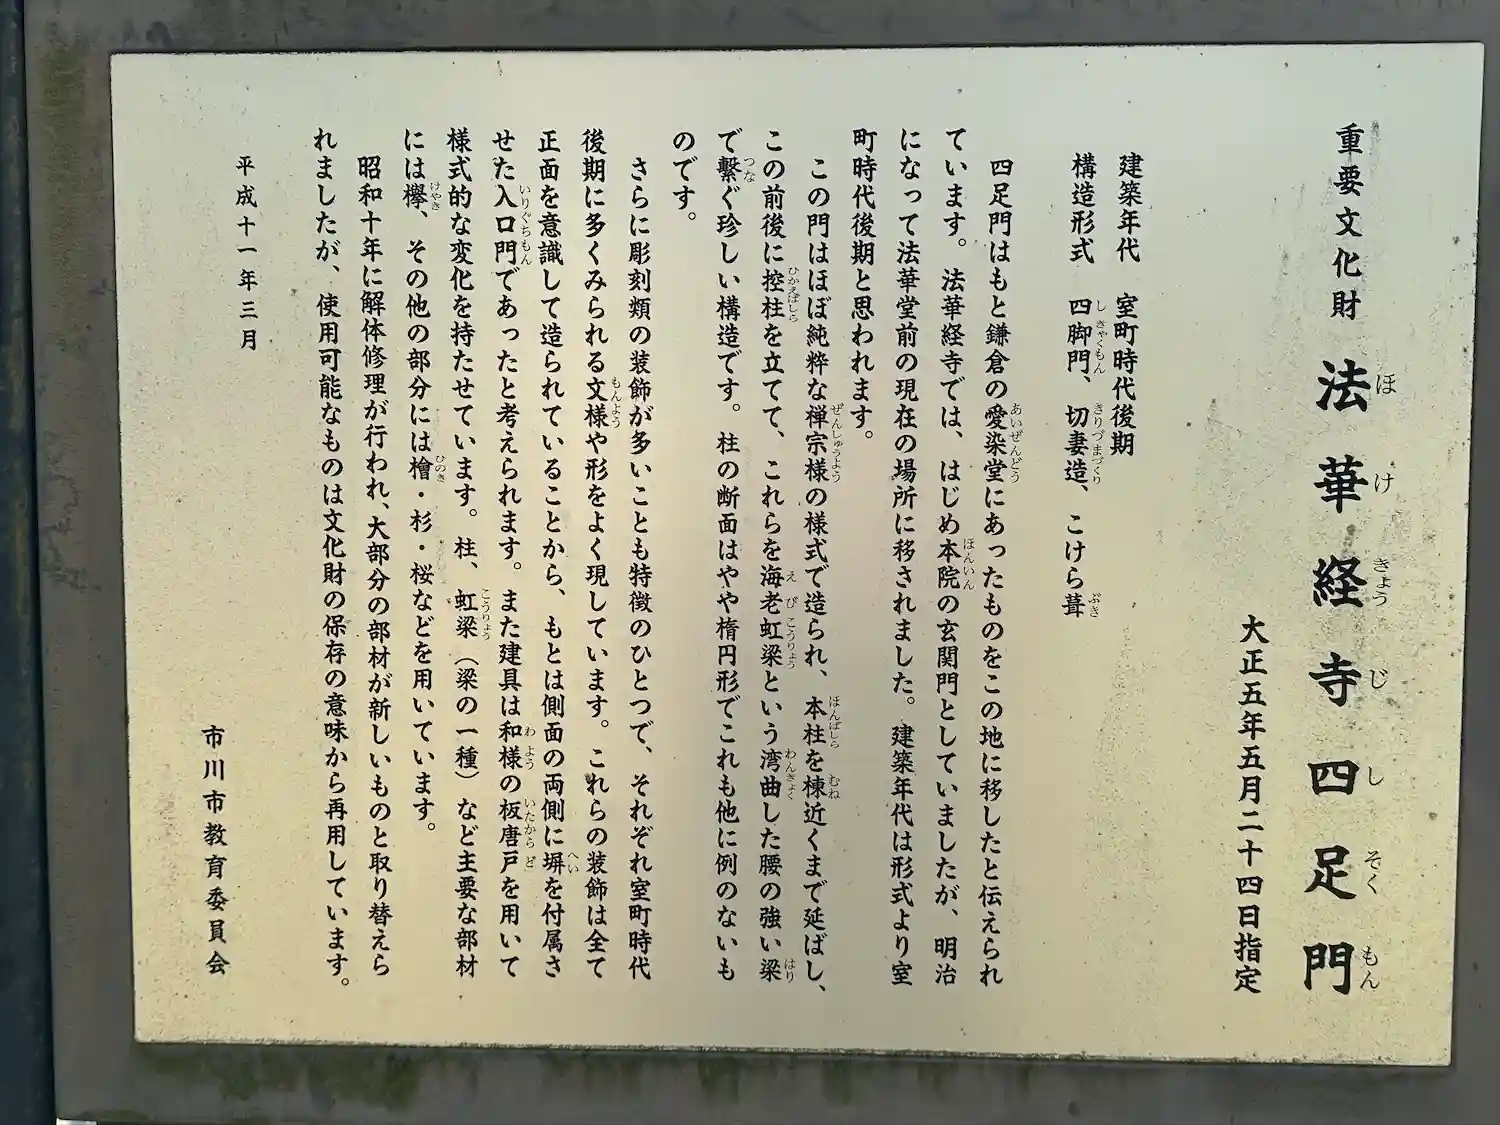 重要文化財 法華経寺四足門
大正五年五月二十四日指定
建築年代 室町時代後期
構造形式 四脚門、切妻造、こけら葺
四足門はもと鎌倉の愛染堂にあったものをこの地に移したと伝えられ
ています。法華経寺では、はじめ本院の玄関門としていましたが、明治
になって法華堂前の現在の場所に移されました。建築年代は形式より室
町時代後期と思われます。
この門はほぼ純粋な禅宗様の様式で造られ、本柱を棟近くまで延ばし、
この前後に控柱を立てて、これらを海老虹梁という湾曲した腰の強い梁
で繋ぐ珍しい構造です。柱の断面はやや楕円形でこれも他に例のないも
のです。
さらに彫刻類の装飾が多いことも特徴のひとつで、それぞれ室町時代
後期に多くみられる文様や形をよく現しています。これらの装飾は全て
正面を意識して造られていることから、もとは側面の両側に塀を付属さ
せた入口門であったと考えられます。また建具は和様の板唐戸を用いて
様式的な変化を持たせています。柱、虹梁（梁の一種）など主要な部材
には欅、その他の部分には檜・杉・桜などを用いています。
昭和十年に解体修理が行われ、大部分の部材が新しいものと取り替えら
れましたが、使用可能なものは文化財の保存の意味から再用しています。
平成十一年三月
市川市教育委員会